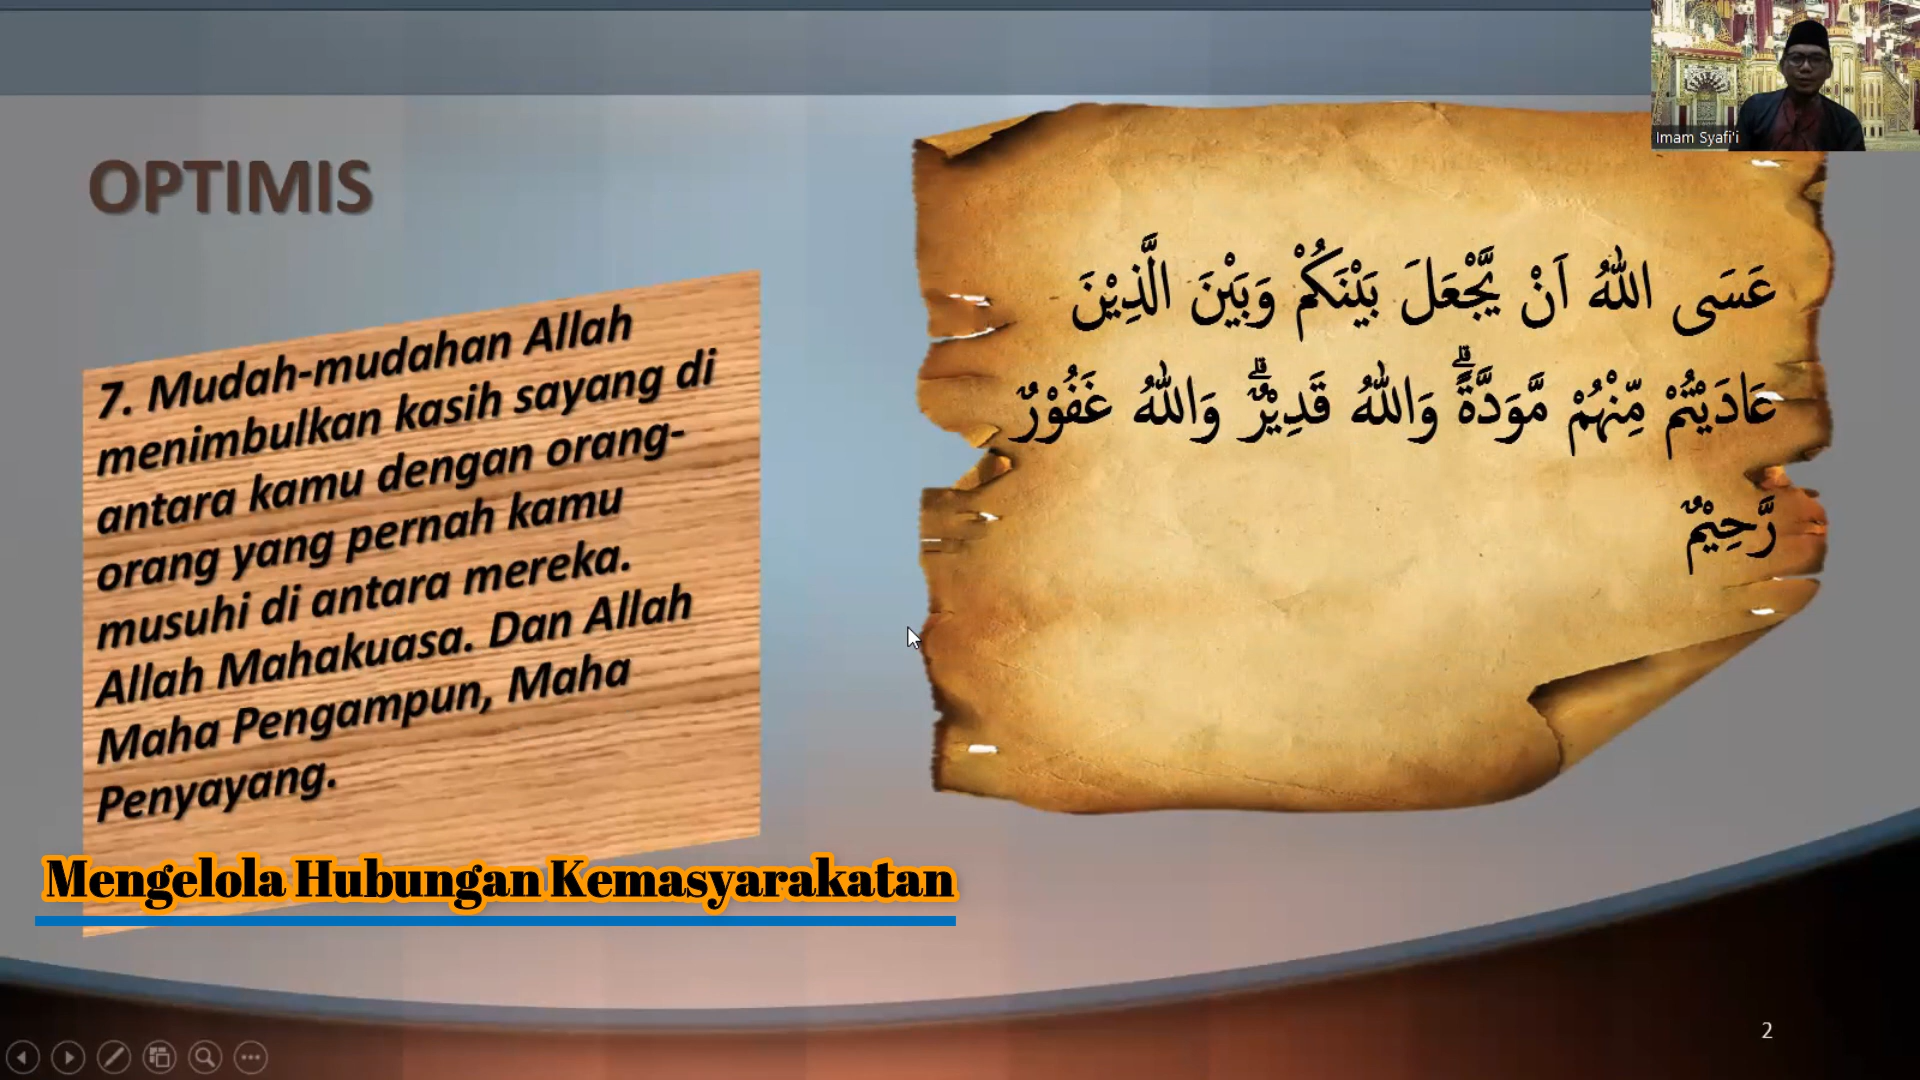 Imam Syafi'i
OPTIMIS
عَسَى اللّٰهُ اَنْ يَّجْعَلَ بَيْنَكُمْ وَبَيْنَ الَّذِيْنَ
عَادَيْتُمْ مِّنْهُمْ مَّوَدَّةًۗ وَاللّٰهُ قَدِيْرٌۗ وَاللّٰهُ غَفُوْرٌ
رَّحِيْمٌ
7. Mudah-mudahan Allah
menimbulkan kasih sayang di
antara kamu dengan orang-
orang yang pernah kamu
musuhi di antara mereka.
Allah Mahakuasa. Dan Allah
Maha Pengampun, Maha
Penyayang.
Mengelola Hubungan Kemasyarakatan
2